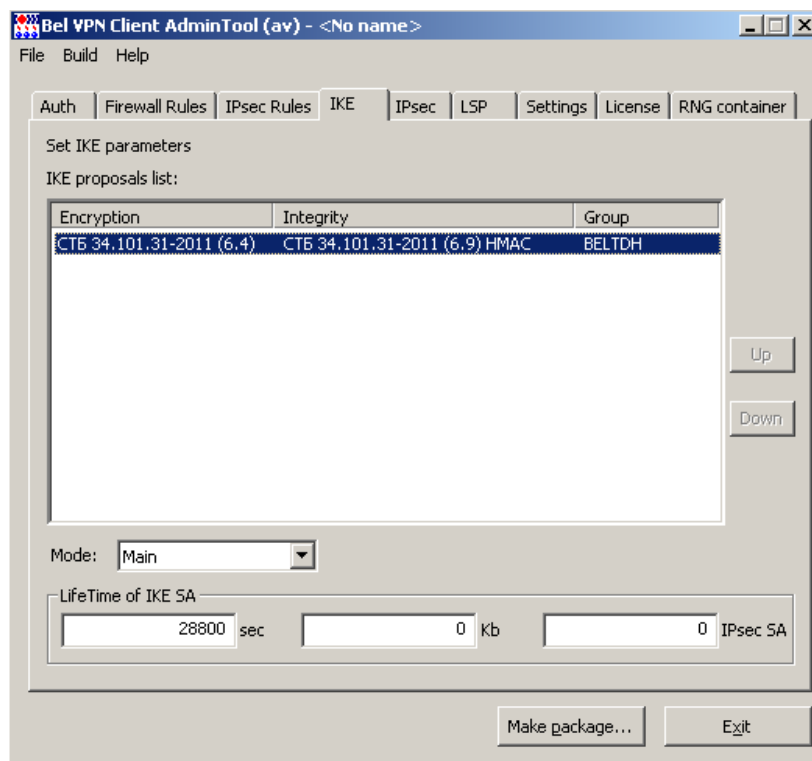 Bel VPN Client AdminTool (av) - <No name>
File Build Help
Auth Firewall Rules IPsec Rules IKE IPsec LSP Settings License RNG container
Set IKE parameters
IKE proposals list:
Encryption Integrity Group
СТБ 34.101.31-2011 (6.4) СТБ 34.101.31-2011 (6.9) HMAC BELTDH
Up
Down
Mode: Main
LifeTime of IKE SA
28800 sec 0 Kb 0 IPsec SA
Make package... Exit